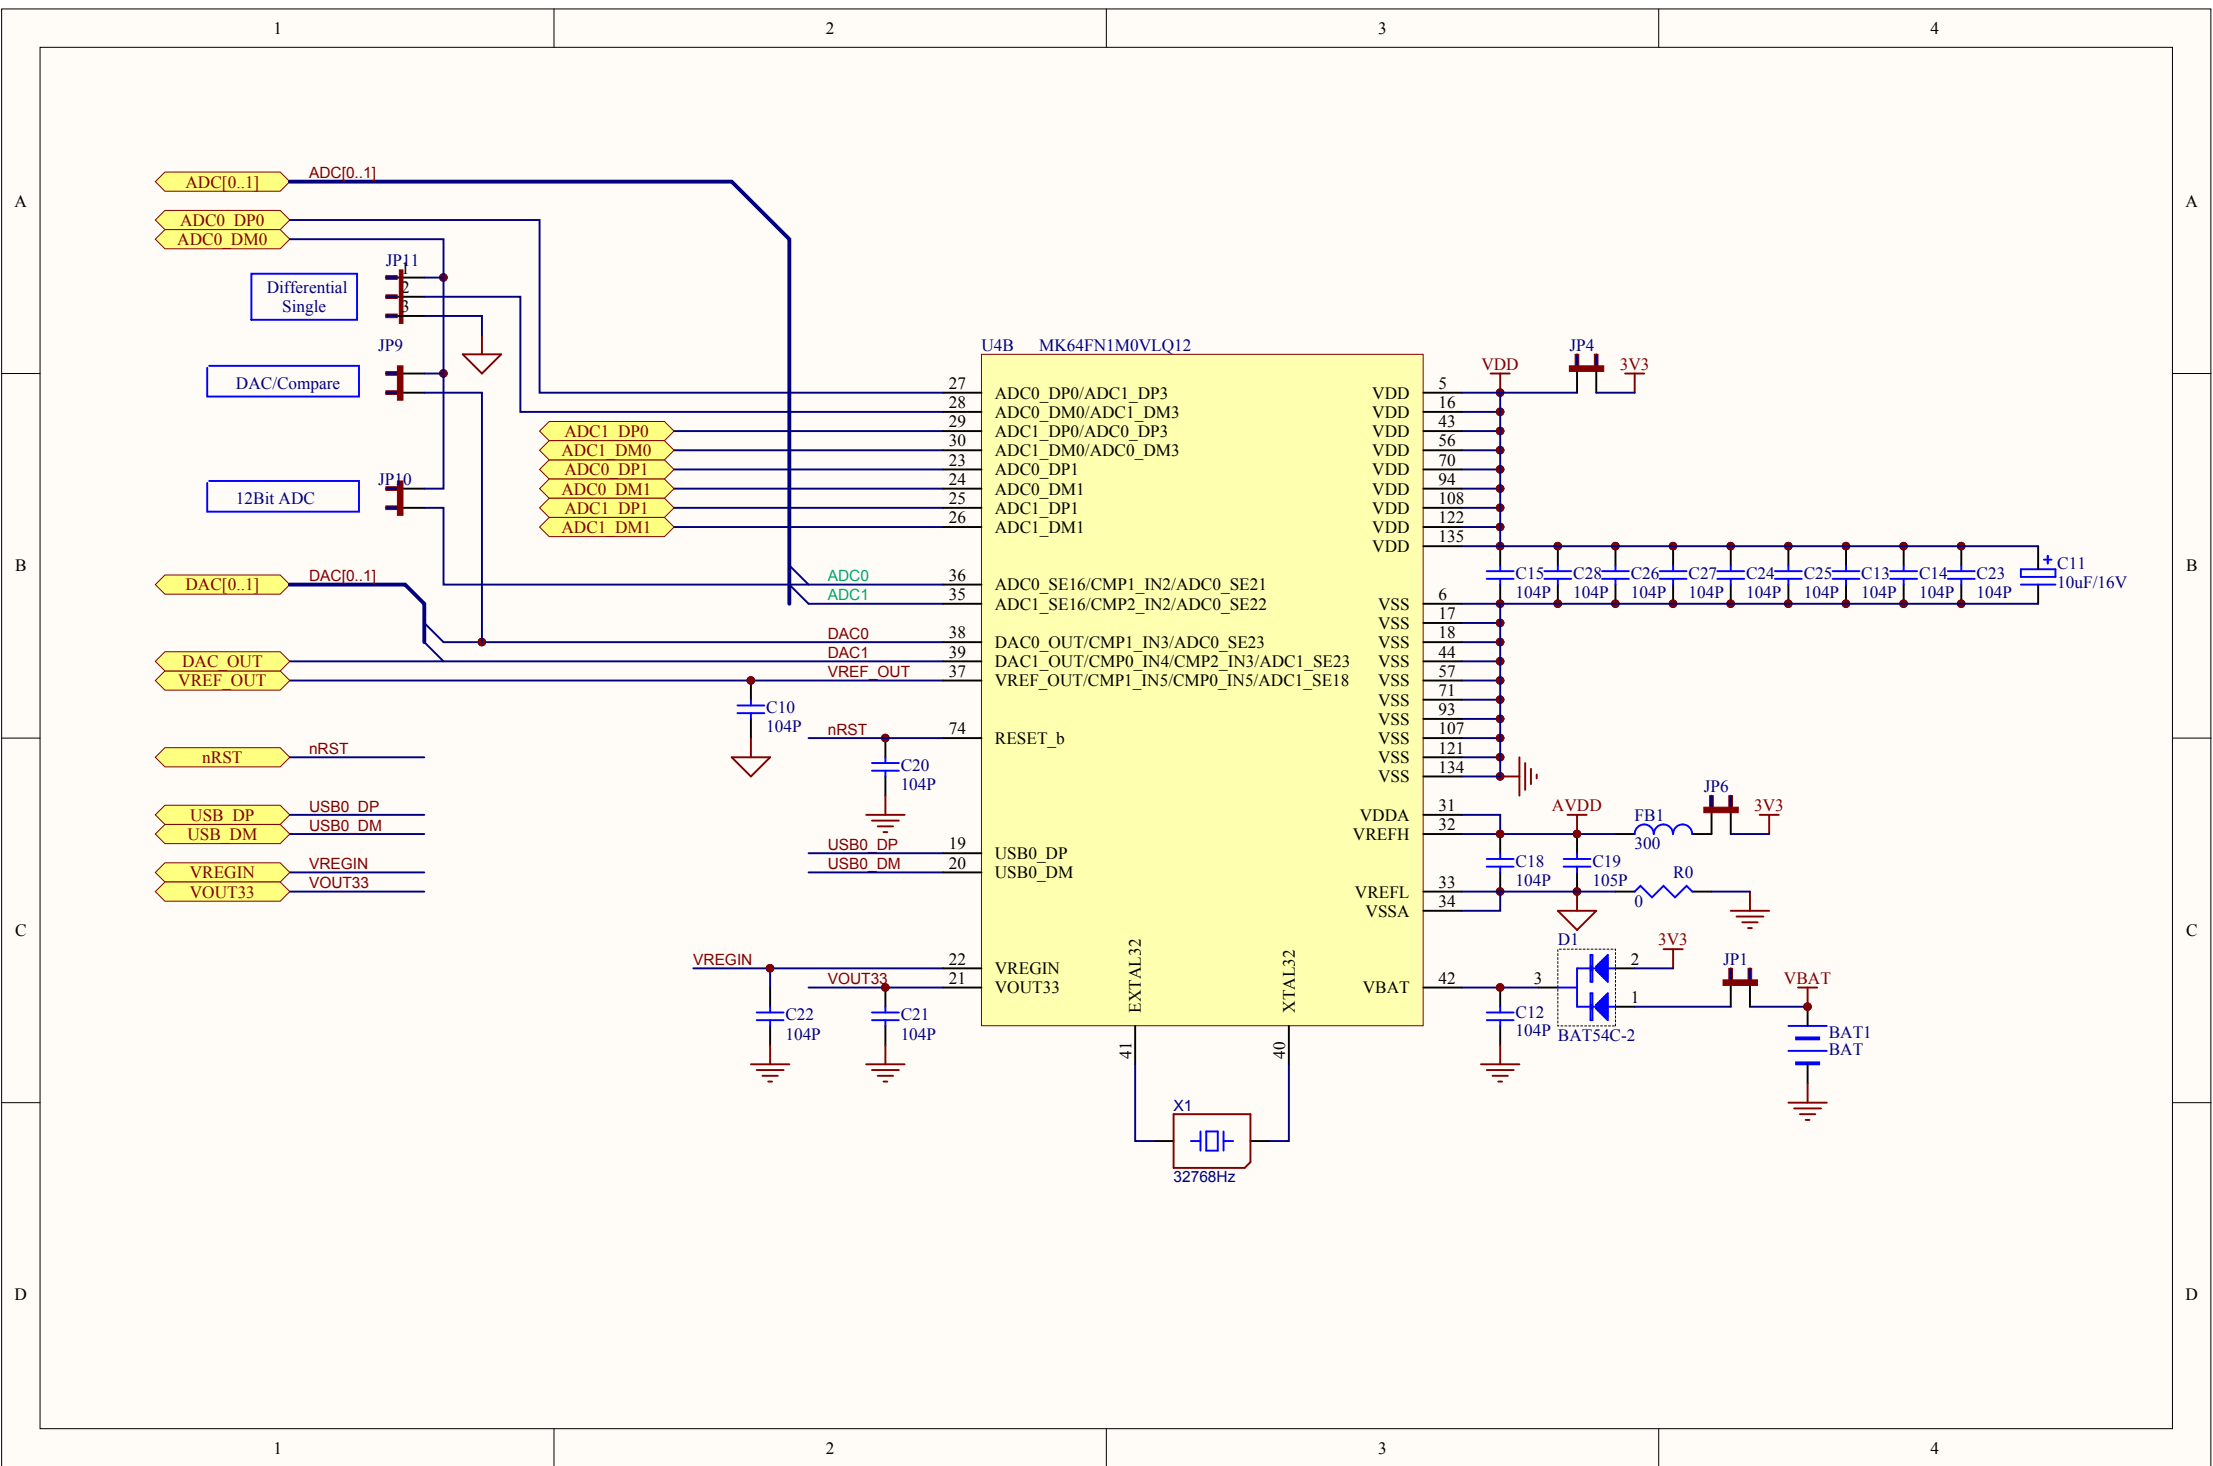 1 2 3 4
A A
ADC[0..1] ADC[0..1]
ADC0_DP0
ADC0_DM0
JP11
1
2
3
Differential
Single
JP9
DAC/Compare
JP10
12Bit ADC
B B
DAC[0..1] DAC[0..1]
DAC_OUT
VREF_OUT
nRST nRST
USB_DP USB0_DP
USB_DM USB0_DM
VREGIN VREGIN
VOUT33 VOUT33
U4B MK64FN1M0VLQ12
27 ADC0_DP0/ADC1_DP3
28 ADC0_DM0/ADC1_DM3
ADC1_DP0 29 ADC1_DP0/ADC0_DP3
ADC1_DM0 30 ADC1_DM0/ADC0_DM3
ADC0_DP1 23 ADC0_DP1
ADC0_DM1 24 ADC0_DM1
ADC1_DP1 25 ADC1_DP1
ADC1_DM1 26 ADC1_DM1
ADC0 36 ADC0_SE16/CMP1_IN2/ADC0_SE21
ADC1 35 ADC1_SE16/CMP2_IN2/ADC0_SE22
DAC0 38 DAC0_OUT/CMP1_IN3/ADC0_SE23
DAC1 39 DAC1_OUT/CMP0_IN4/CMP2_IN3/ADC1_SE23
VREF_OUT 37 VREF_OUT/CMP1_IN5/CMP0_IN5/ADC1_SE18
C10
104P
nRST 74 RESET_b
C20
104P
USB0_DP 19 USB0_DP
USB0_DM 20 USB0_DM
VREGIN 22 VREGIN
VOUT33 21 VOUT33
C22
104P
C21
104P
EXTAL32
41
XTAL32
40
X1
32768Hz
VDD JP4 3V3
VDD 5
VDD 16
VDD 43
VDD 56
VDD 70
VDD 94
VDD 108
VDD 122
VDD 135
C15 C28 C26 C27 C24 C25 C13 C14 C23
104P 104P 104P 104P 104P 104P 104P 104P 104P
+ C11
10uF/16V
VSS 6
VSS 17
VSS 18
VSS 44
VSS 57
VSS 71
VSS 93
VSS 107
VSS 121
VSS 134
VDDA 31
VREFH 32
AVDD FB1 JP6 3V3
300
C18
104P
C19
105P
R0
0
VREFL 33
VSSA 34
VBAT 42
D1
3 2 1
BAT54C-2
3V3
JP1
VBAT
C12
104P
BAT1
BAT
C C
D D
1 2 3 4